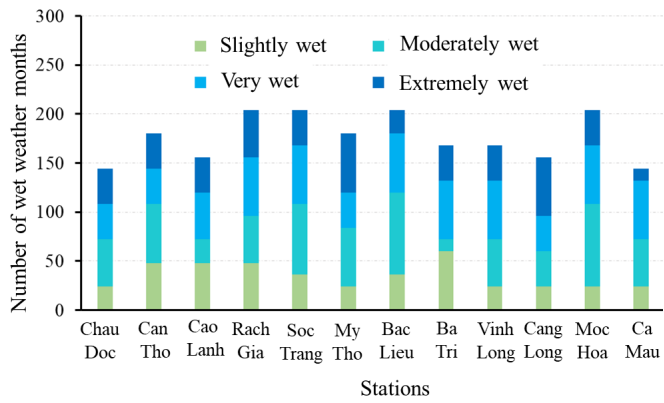 Number of wet weather months
300
250
200
150
100
50
0
Slightly wet
Moderately wet
Very wet
Extremely wet
Chau Doc
Can Tho
Cao Lanh
Rach Gia
Soc Trang
My Tho
Bac Lieu
Ba Tri
Vinh Long
Cang Long
Moc Hoa
Ca Mau
Stations